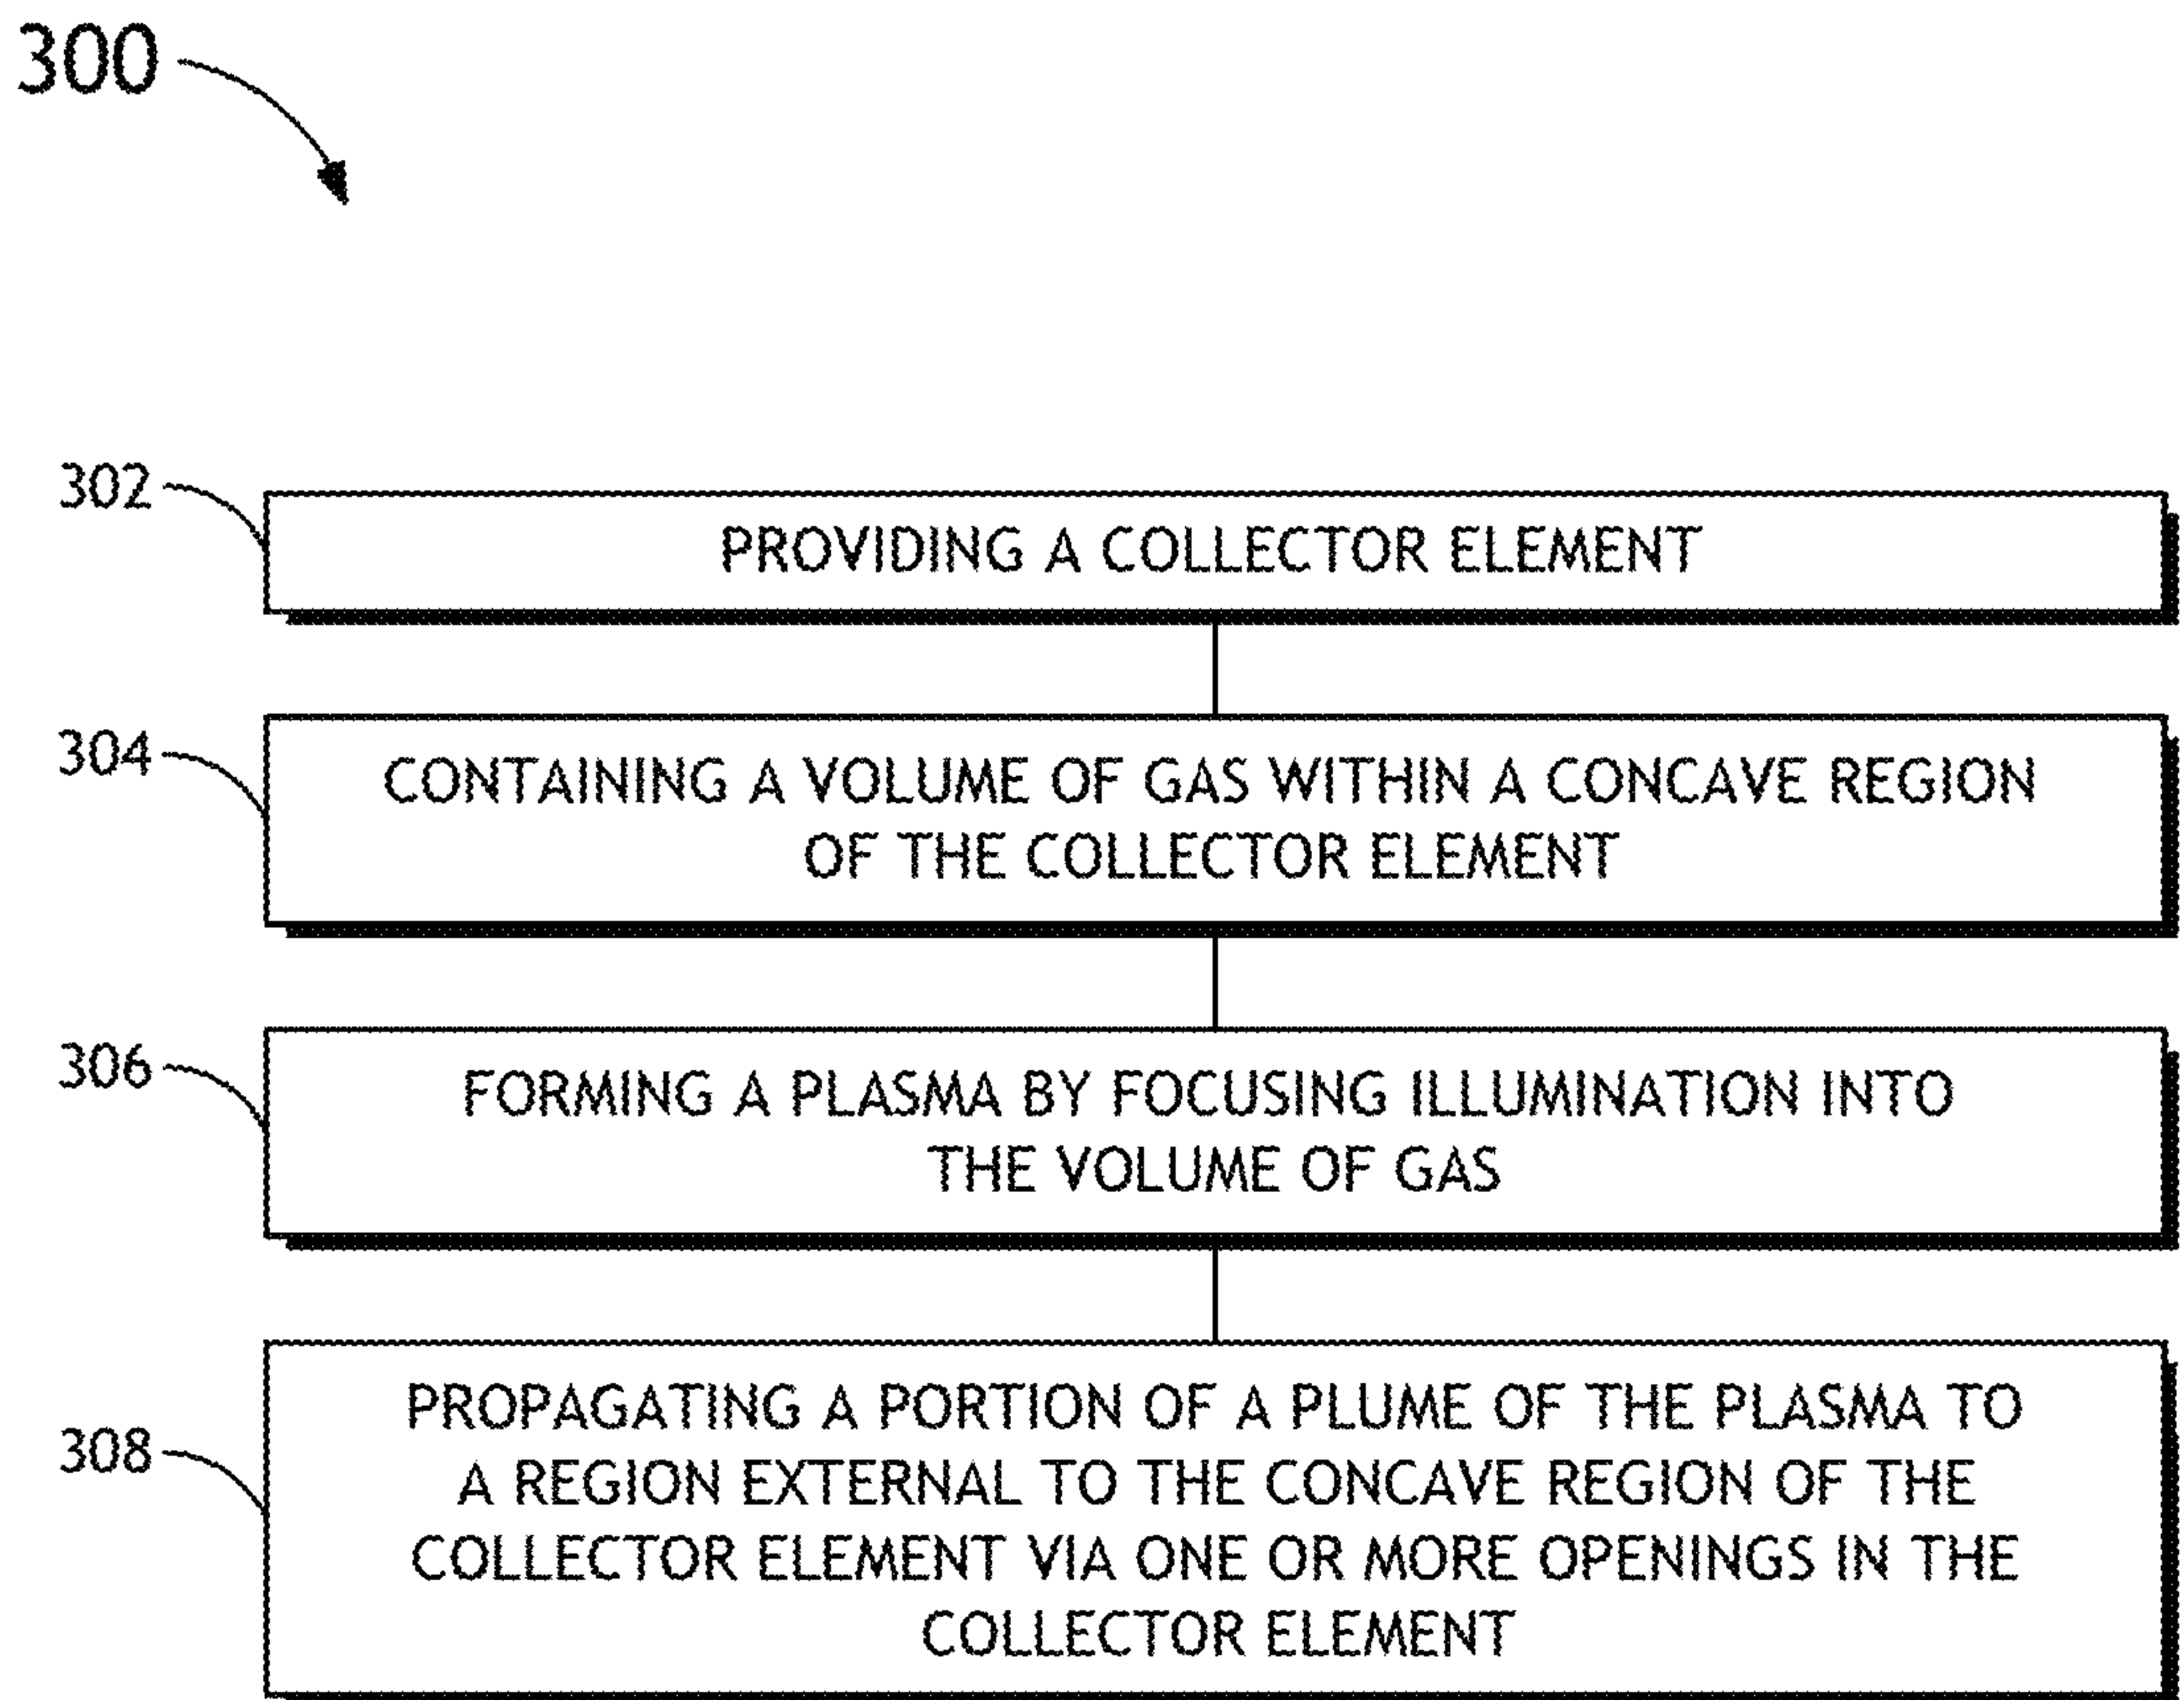 300
302
PROVIDING A COLLECTOR ELEMENT
304
CONTAINING A VOLUME OF GAS WITHIN A CONCAVE REGION
OF THE COLLECTOR ELEMENT
306
FORMING A PLASMA BY FOCUSING ILLUMINATION INTO
THE VOLUME OF GAS
308
PROPAGATING A PORTION OF A PLUME OF THE PLASMA TO
A REGION EXTERNAL TO THE CONCAVE REGION OF THE
COLLECTOR ELEMENT VIA ONE OR MORE OPENINGS IN THE
COLLECTOR ELEMENT